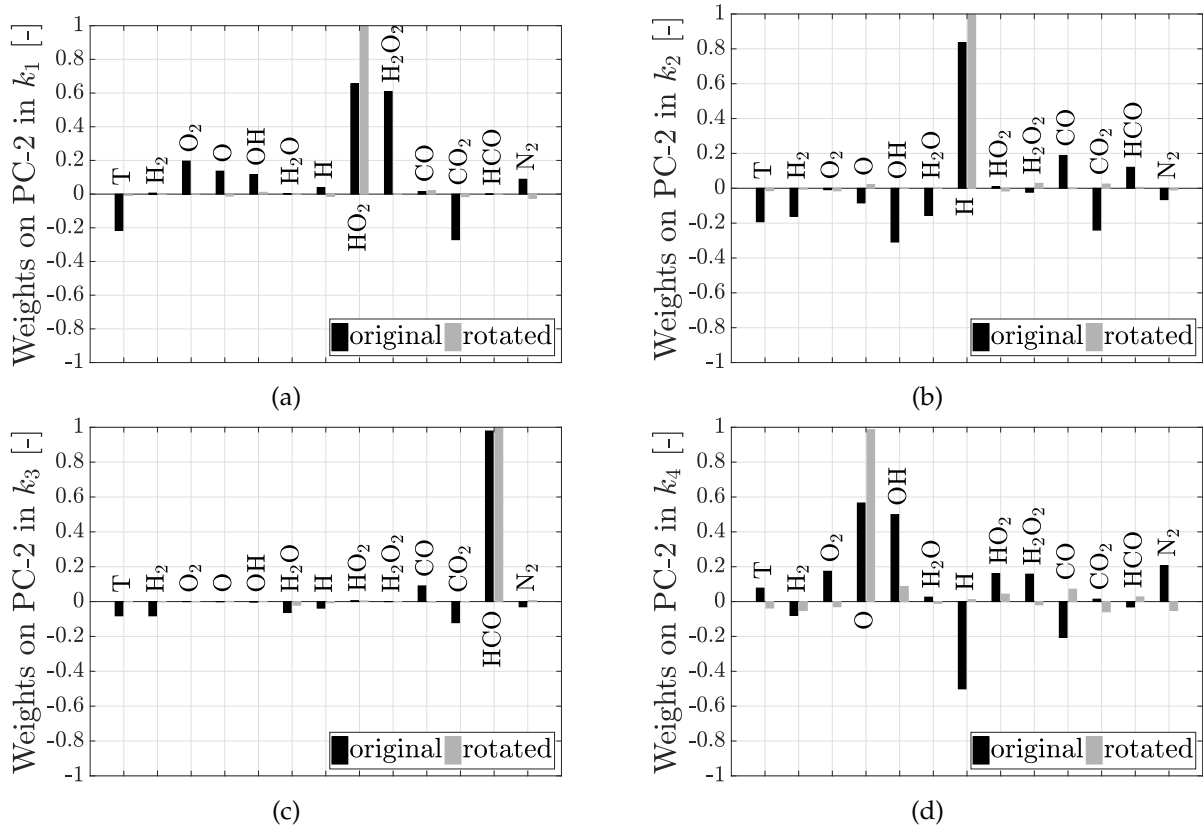 Weights on PC-2 in k₁ [-]
1
0.8
0.6
0.4
0.2
0
-0.2
-0.4
-0.6
-0.8
-1
T
H₂
O₂
O
OH
H₂O
H
HO₂
H₂O₂
CO
CO₂
HCO
N₂
original rotated
(a)
Weights on PC-2 in k₂ [-]
1
0.8
0.6
0.4
0.2
0
-0.2
-0.4
-0.6
-0.8
-1
T
H₂
O₂
O
OH
H₂O
H
HO₂
H₂O₂
CO
CO₂
HCO
N₂
original rotated
(b)
Weights on PC-2 in k₃ [-]
1
0.8
0.6
0.4
0.2
0
-0.2
-0.4
-0.6
-0.8
-1
T
H₂
O₂
O
OH
H₂O
H
HO₂
H₂O₂
CO
CO₂
HCO
N₂
original rotated
(c)
Weights on PC-2 in k₄ [-]
1
0.8
0.6
0.4
0.2
0
-0.2
-0.4
-0.6
-0.8
-1
T
H₂
O₂
O
OH
H₂O
H
HO₂
H₂O₂
CO
CO₂
HCO
N₂
original rotated
(d)